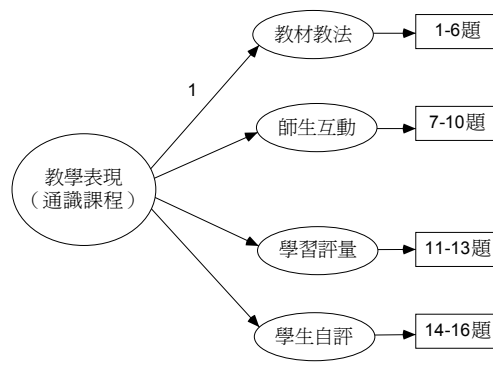 教材教法
1-6題
1
師生互動
7-10題
教學表現
（通識課程）
學習評量
11-13題
學生自評
14-16題